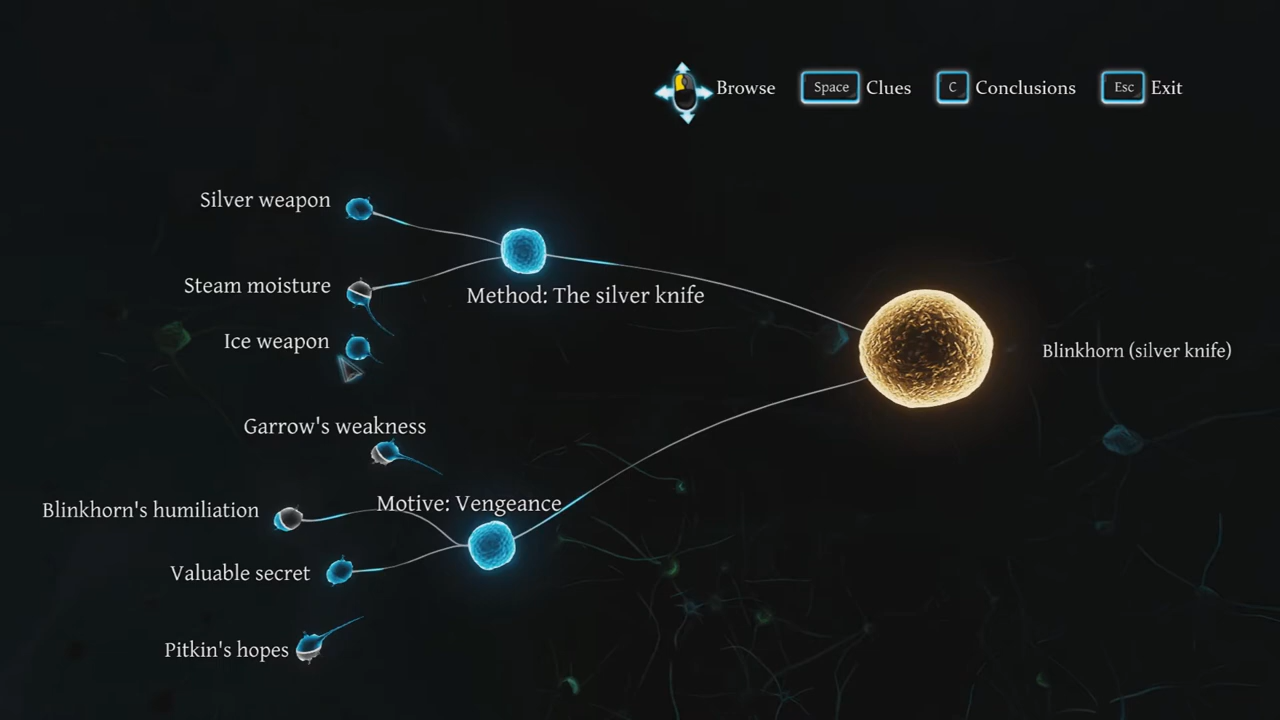 Browse
Space
Clues
C
Conclusions
Esc
Exit
Silver weapon
Steam moisture
Method: The silver knife
Ice weapon
Blinkhorn (silver knife)
Garrow's weakness
Motive: Vengeance
Blinkhorn's humiliation
Valuable secret
Pitkin's hopes